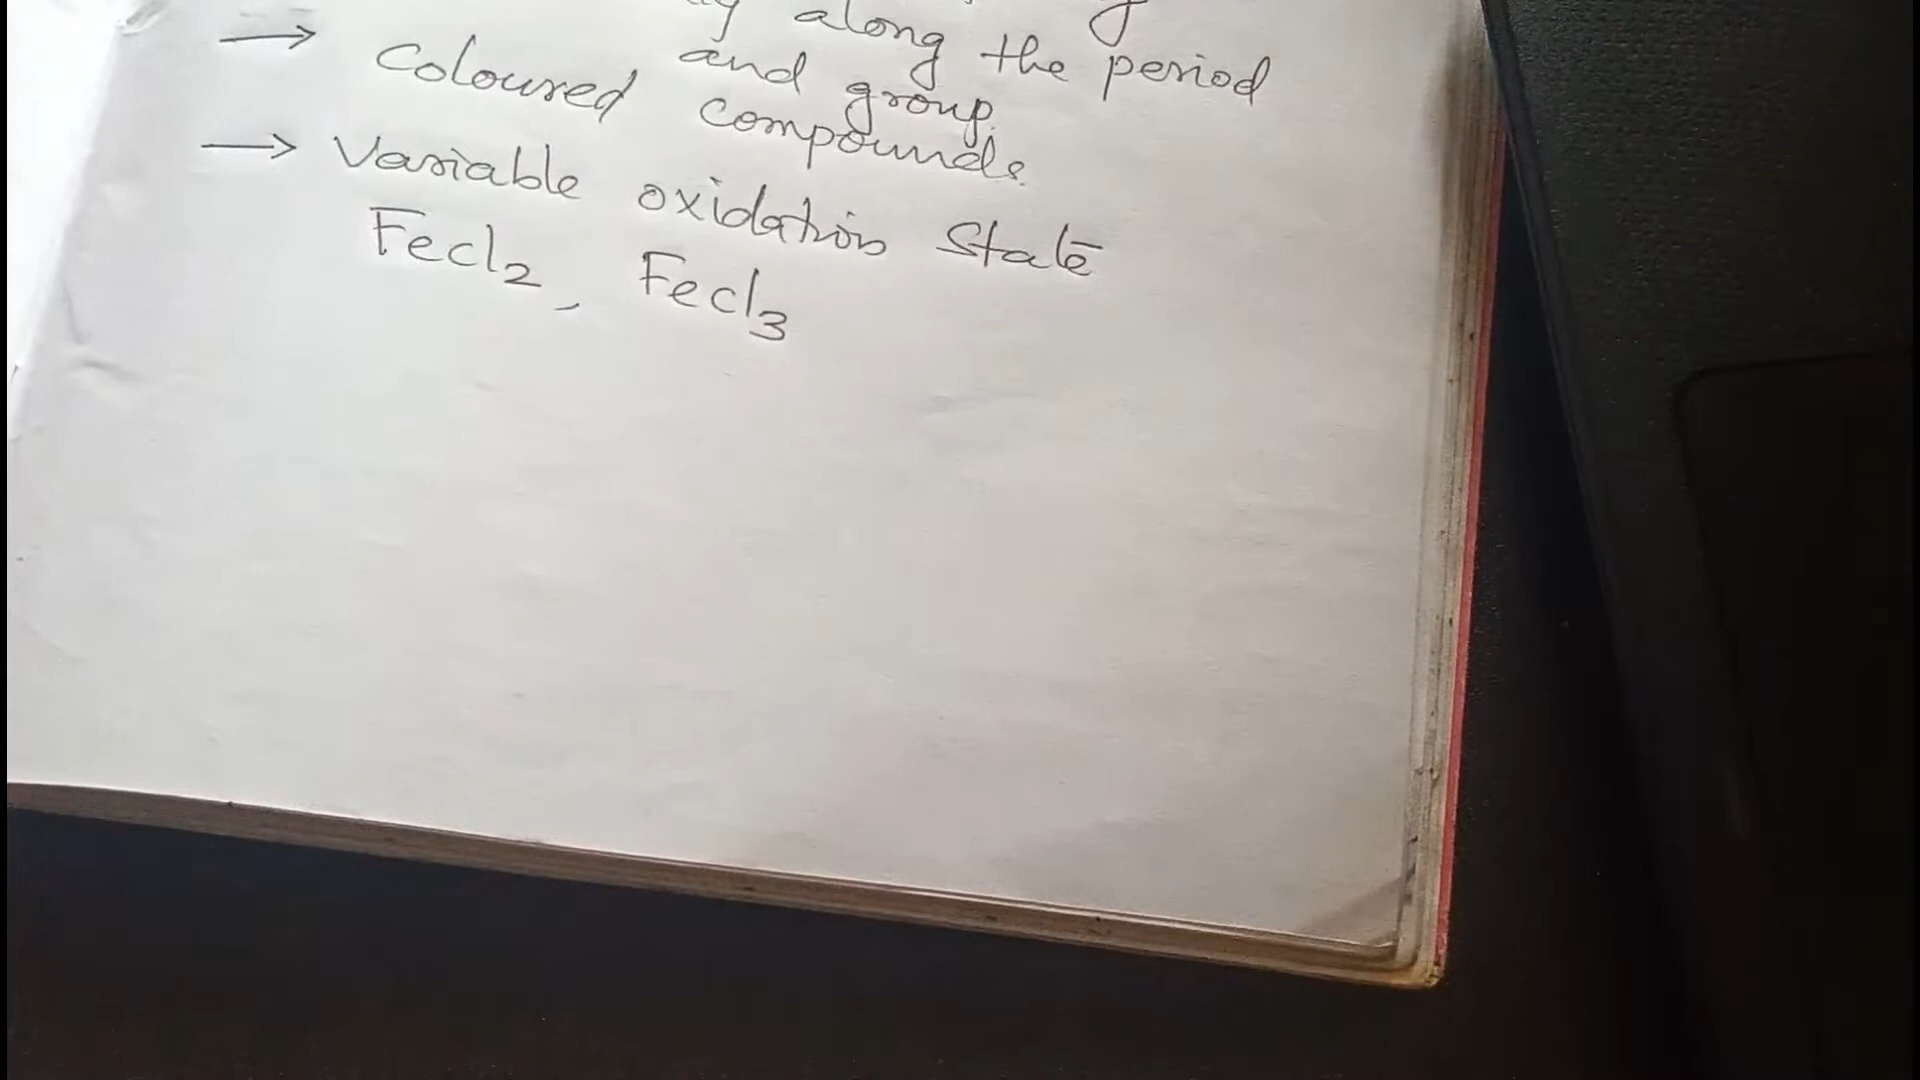 along the period
and group.
→ Coloured compounds.
→ Variable oxidation State
Fecl2, Fecl3